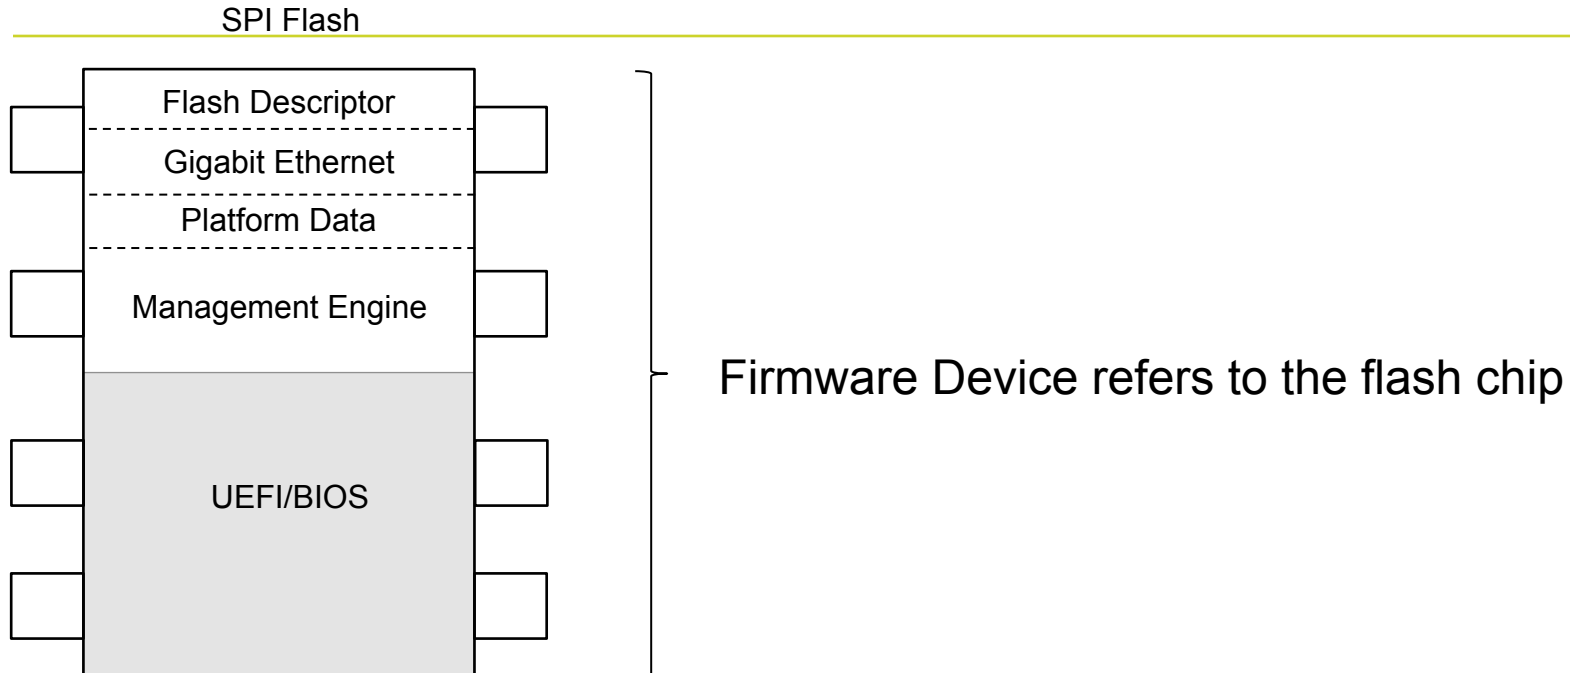 SPI Flash
Flash Descriptor
Gigabit Ethernet
Platform Data
Management Engine
Firmware Device refers to the flash chip
UEFI/BIOS